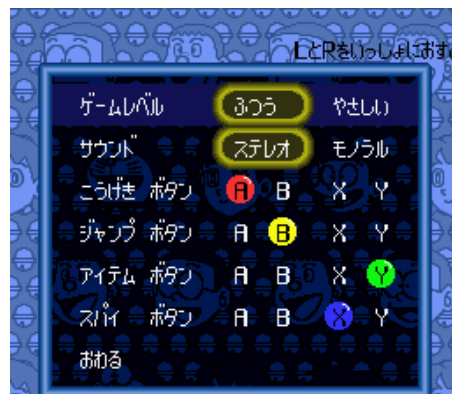 LとRをいっしょにおすの
ゲームレベル ふつう やさしい
サウンド ステレオ モノラル
こうげき ボタン A B X Y
ジャンプ ボタン A B X Y
アイテム ボタン A B X Y
スパイ ボタン A B X Y
おわる